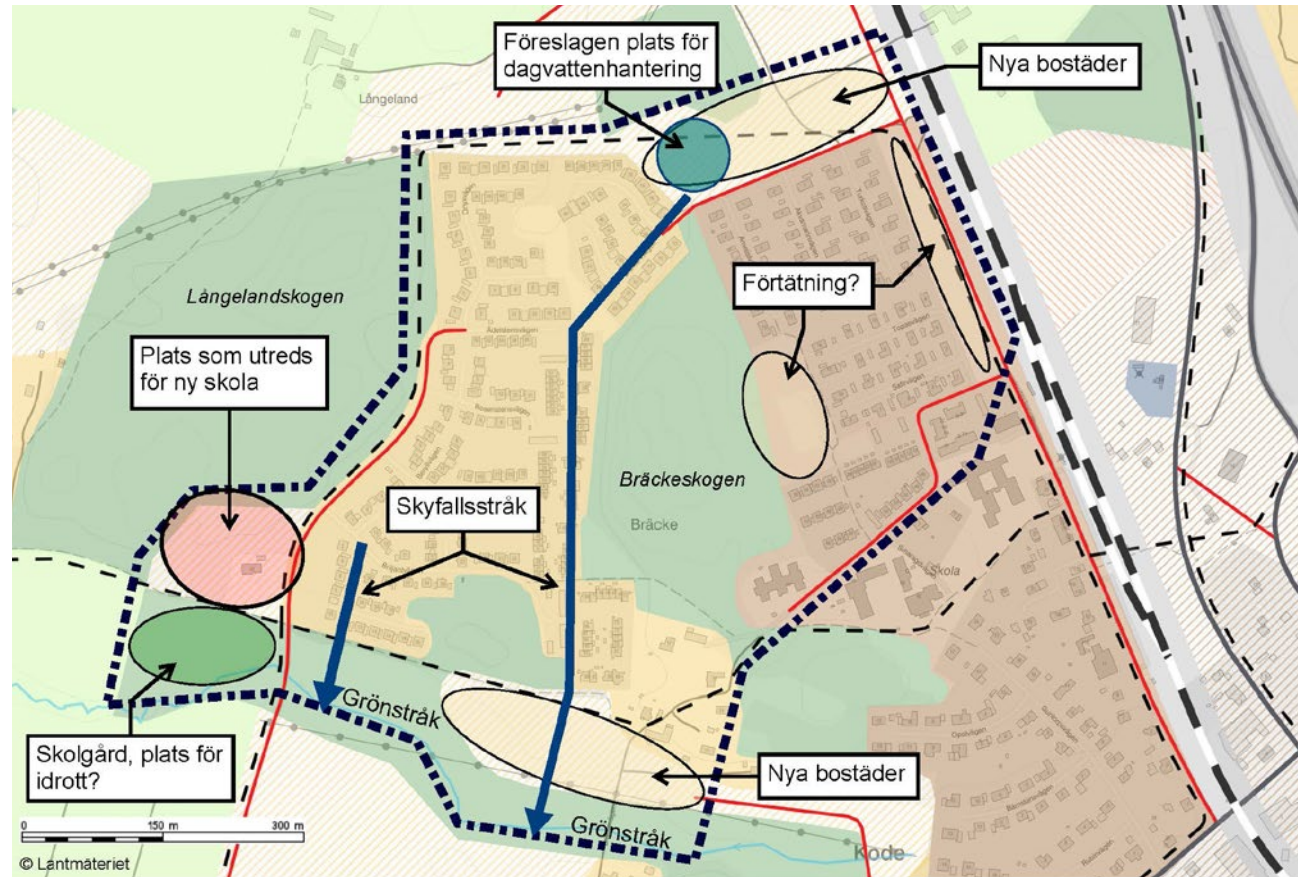 Föreslagen plats för
dagvattenhantering
Nya bostäder
Långeland
Långelandskogen
Förtätning?
Plats som utreds
för ny skola
Skyfallsstråk
Bräckeskogen
Bräcke
Skola
Grönstråk
Skolgård, plats för
idrott?
Nya bostäder
Grönstråk
Kode
0 150 m 300 m
© Lantmäteriet